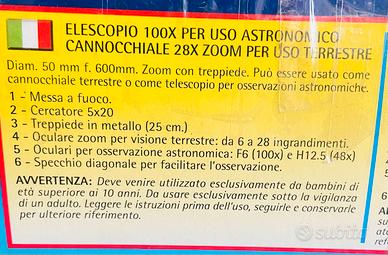 ELESCOPIO 100X PER USO ASTRONOMICO
CANNOCCHIALE 28X ZOOM PER USO TERRESTRE
Diam. 50 mm f. 600mm. Zoom con treppiede. Può essere usato come
cannocchiale terrestre o come telescopio per osservazioni astronomiche.
1 - Messa a fuoco.
2 - Cercatore 5x20
3 - Treppiede in metallo (25 cm.)
4 - Oculare zoom per visione terrestre: da 6 a 28 ingrandimenti.
5 - Oculari per osservazione astronomica: F6 (100x) e H12.5 (48x)
6 - Specchio diagonale per facilitare l'osservazione.
AVVERTENZA: Deve venire utilizzato esclusivamente da bambini di
età superiore ai 10 anni. Da usare esclusivamente sotto la vigilanza
di un adulto. Leggere le istruzioni prima dell'uso, seguirle e conservarle
per ulteriore riferimento.
subito